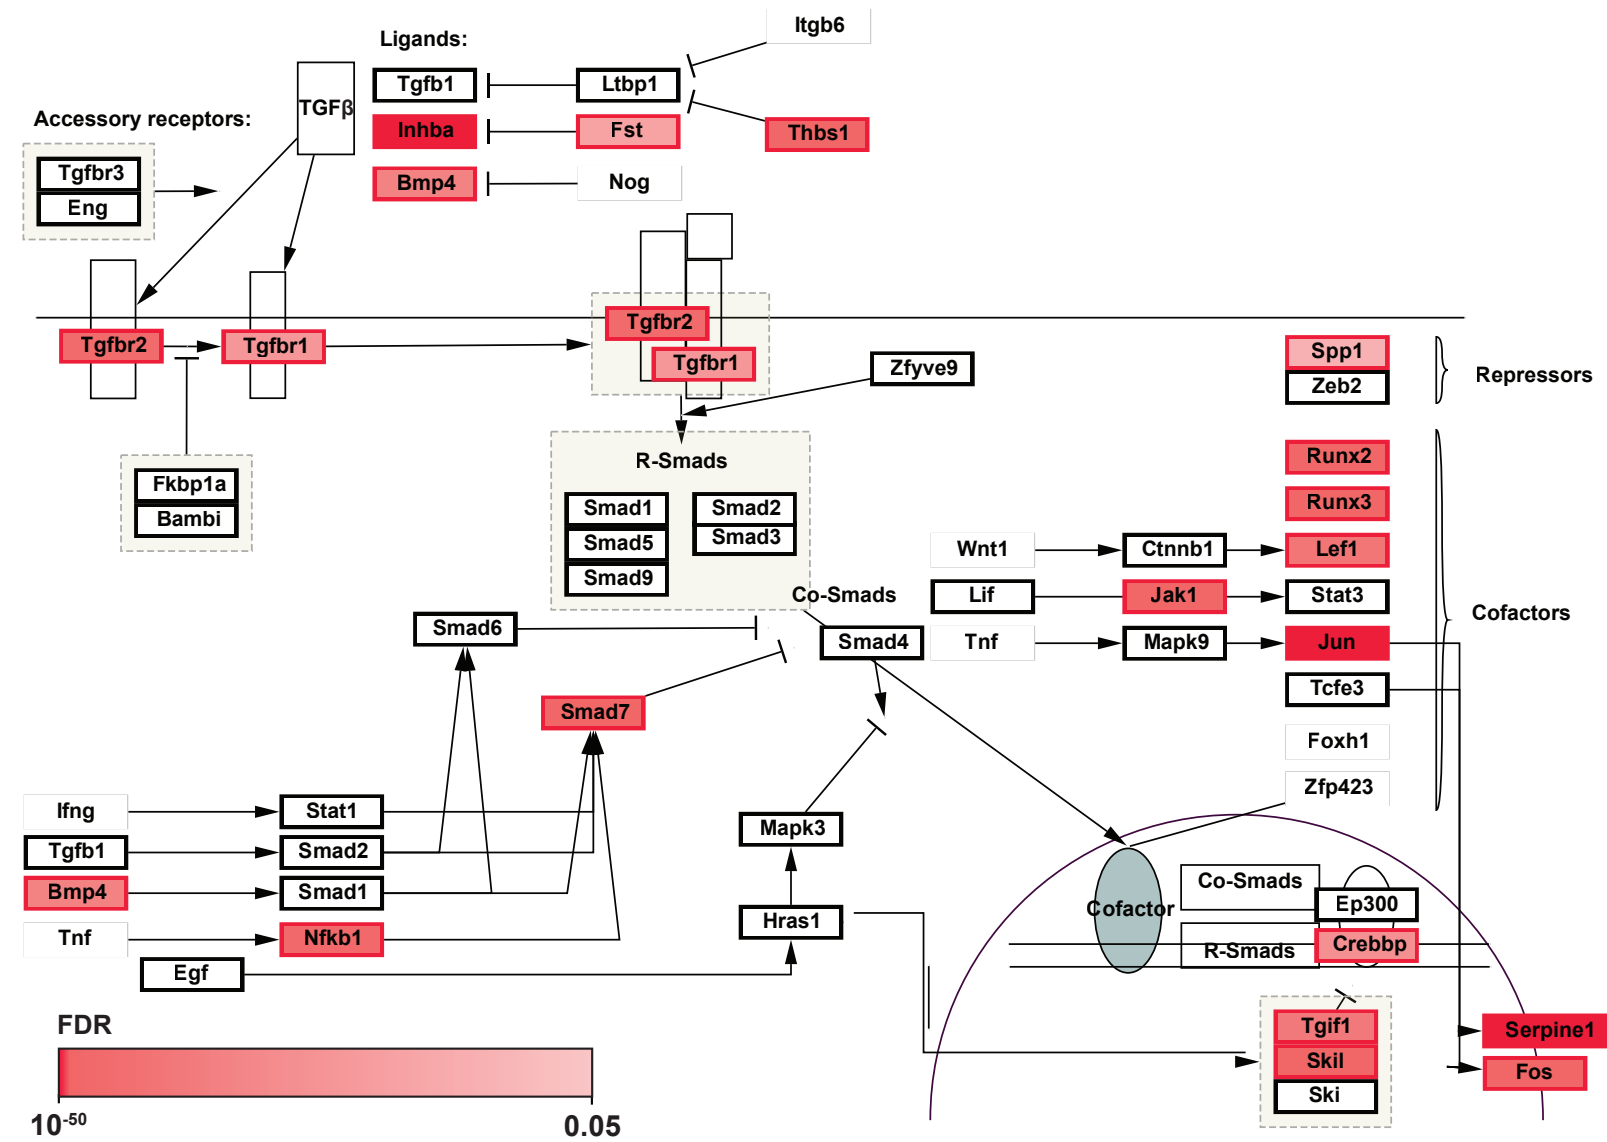 Itgb6
Ligands:
Tgfb1
Ltbp1
TGFβ
Accessory receptors:
Inhba
Fst
Thbs1
Tgfbr3
Eng
Bmp4
Nog
Tgfbr2
Tgfbr1
Tgfbr2
Tgfbr1
Zfyve9
Spp1
Zeb2
Repressors
Fkbp1a
Bambi
R-Smads
Smad1
Smad5
Smad9
Smad2
Smad3
Runx2
Runx3
Wnt1
Ctnnb1
Lef1
Co-Smads
Lif
Jak1
Stat3
Cofactors
Smad6
Smad4
Tnf
Mapk9
Jun
Tcfe3
Smad7
Foxh1
Zfp423
Ifng
Stat1
Mapk3
Tgfb1
Smad2
Bmp4
Smad1
Hras1
Tnf
Nfkb1
Egf
Cofactor
Co-Smads
R-Smads
Ep300
Crebbp
Tgif1
Skil
Ski
Serpine1
Fos
FDR
10-50
0.05